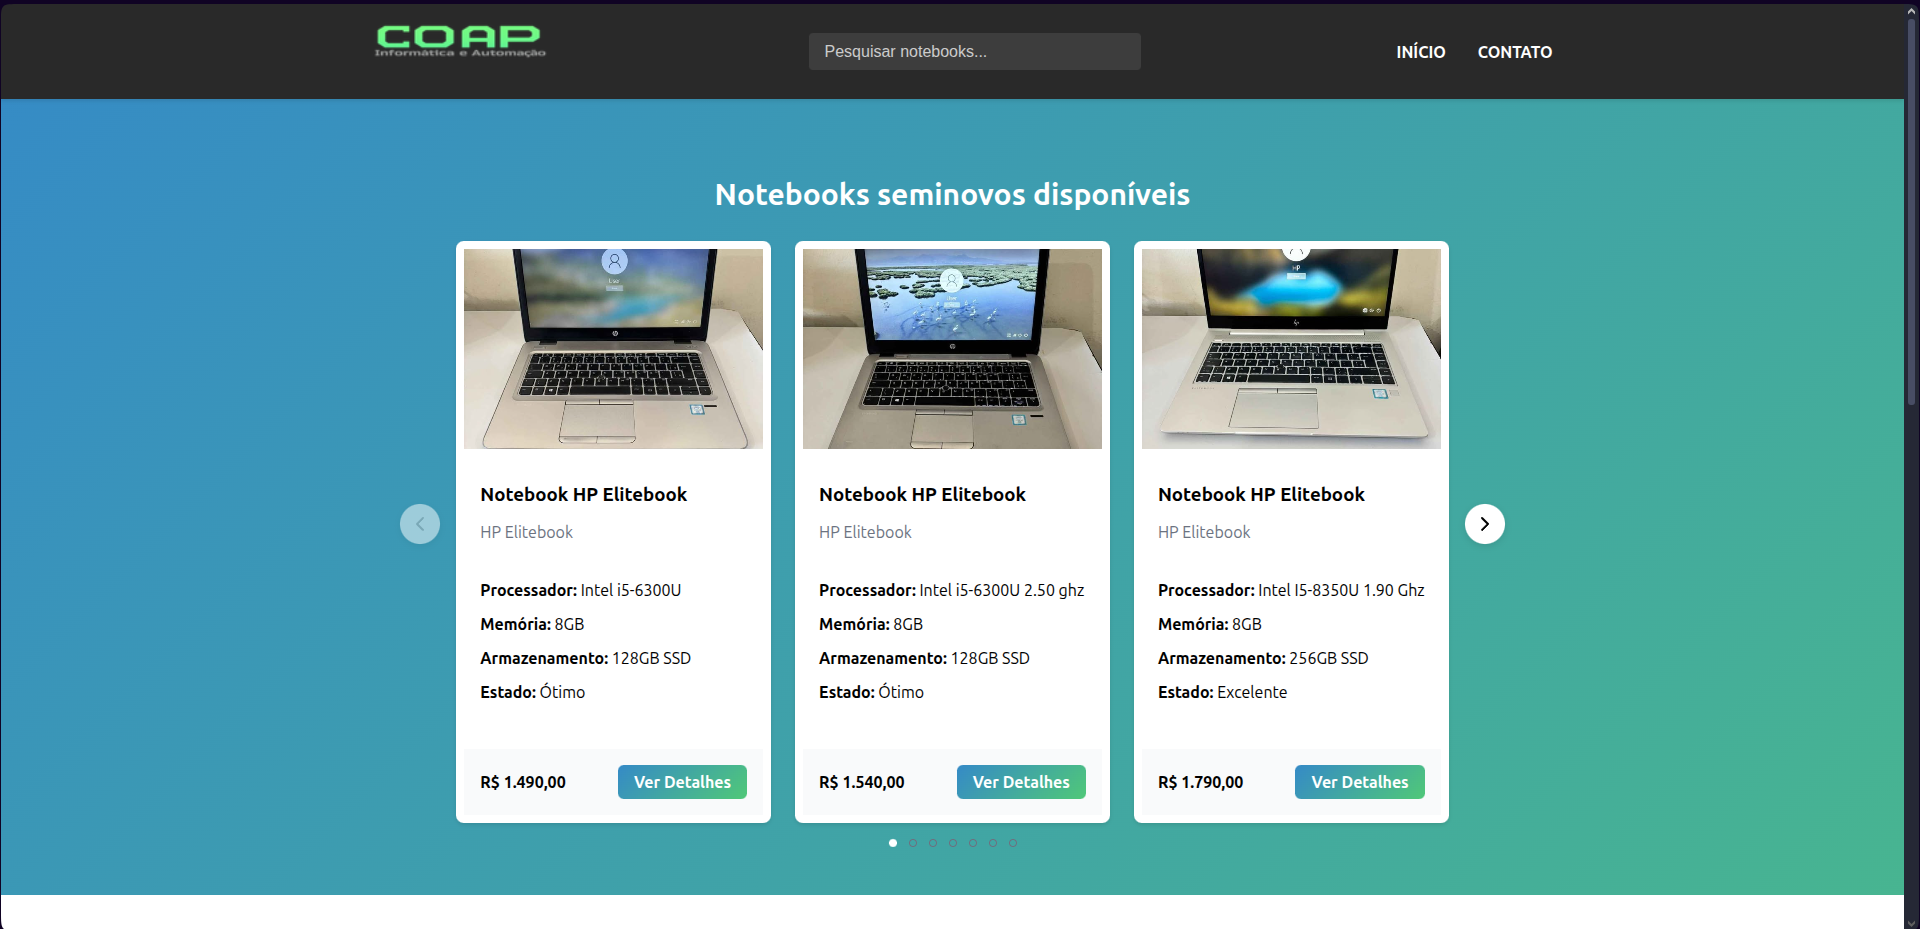 COAP
Informática e Automação
Pesquisar notebooks...
INÍCIO
CONTATO
Notebooks seminovos disponíveis
Notebook HP Elitebook
HP Elitebook
Processador: Intel i5-6300U
Memória: 8GB
Armazenamento: 128GB SSD
Estado: Ótimo
R$ 1.490,00
Ver Detalhes
Notebook HP Elitebook
HP Elitebook
Processador: Intel i5-6300U 2.50 ghz
Memória: 8GB
Armazenamento: 128GB SSD
Estado: Ótimo
R$ 1.540,00
Ver Detalhes
HP
Notebook HP Elitebook
HP Elitebook
Processador: Intel I5-8350U 1.90 Ghz
Memória: 8GB
Armazenamento: 256GB SSD
Estado: Excelente
R$ 1.790,00
Ver Detalhes